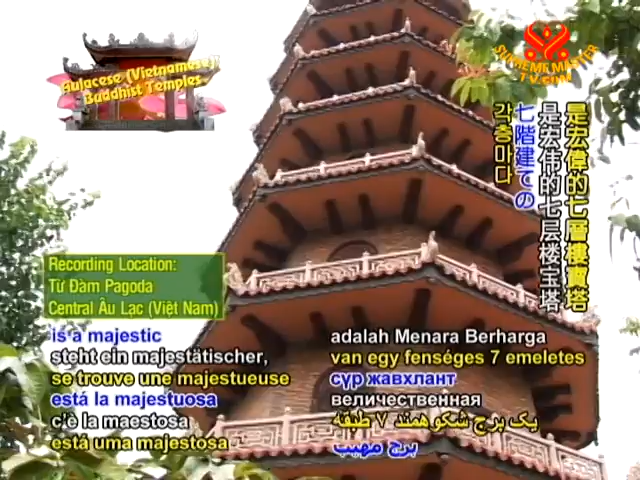 Aulacese (Vietnamese)
Buddhist Temples
SUPREME MASTER
TV.COM
是宏偉的七層樓寶塔
是宏伟的七层楼宝塔
七階建ての
각층마다
Recording Location:
Từ Đàm Pagoda
Central Âu Lạc (Việt Nam)
is a majestic
steht ein majestätischer,
se trouve une majestueuse
está la majestuosa
c'è la maestosa
está uma majestosa
adalah Menara Berharga
van egy fenséges 7 emeletes
сүр жавхлант
величественная
یک برج شکوهمند ۷ طبقه
برج مهيب